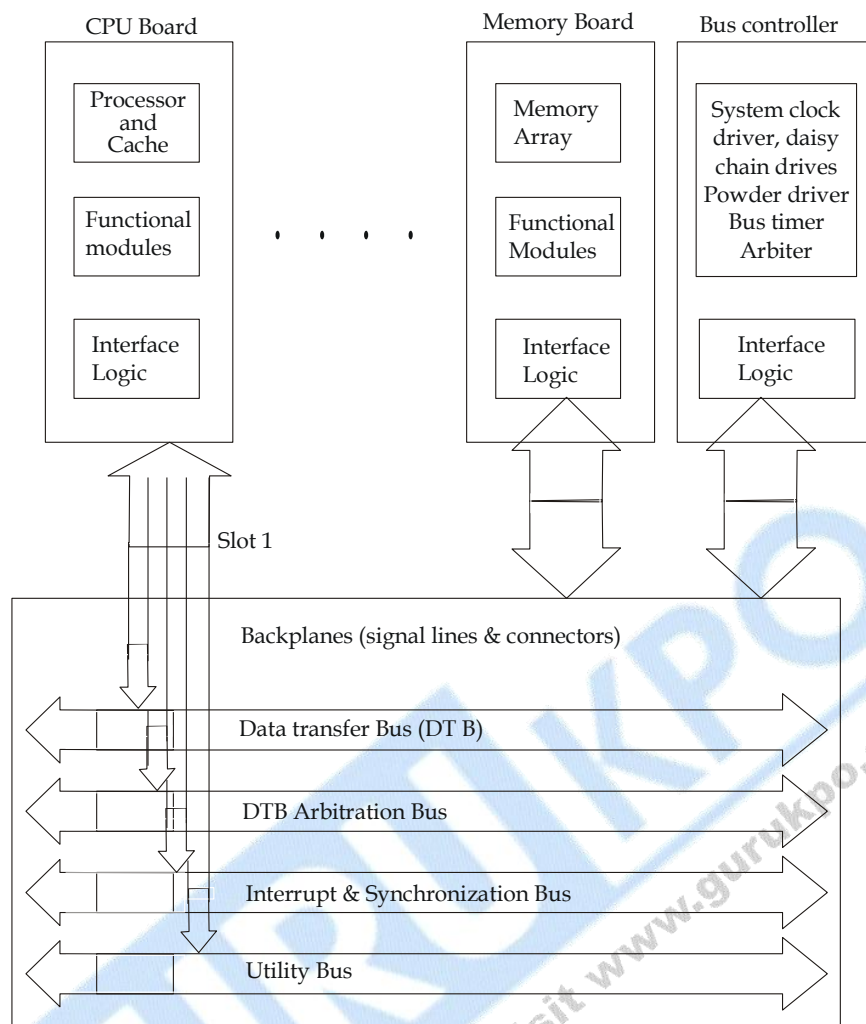 CPU Board
Memory Board
Bus controller
Processor
and
Cache
Functional
modules
Interface
Logic
Memory
Array
Functional
Modules
Interface
Logic
System clock
driver, daisy
chain drives
Powder driver
Bus timer
Arbiter
Interface
Logic
Slot 1
Backplanes (signal lines & connectors)
Data transfer Bus (DT B)
DTB Arbitration Bus
Interrupt & Synchronization Bus
Utility Bus